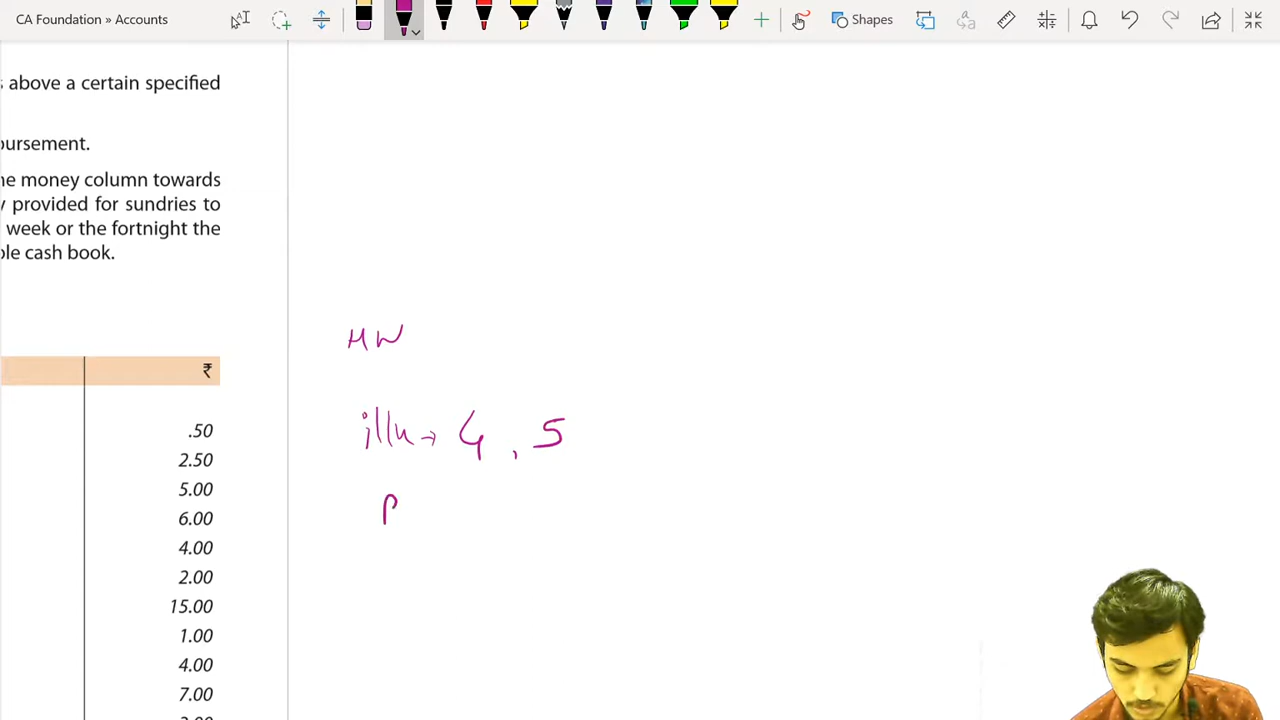 CA Foundation » Accounts
Shapes
s above a certain specified
oursement.
ne money column towards
y provided for sundries to
week or the fortnight the
ole cash book.
₹
.50
2.50
5.00
6.00
4.00
2.00
15.00
1.00
4.00
7.00
HW
illu → 4, 5
P